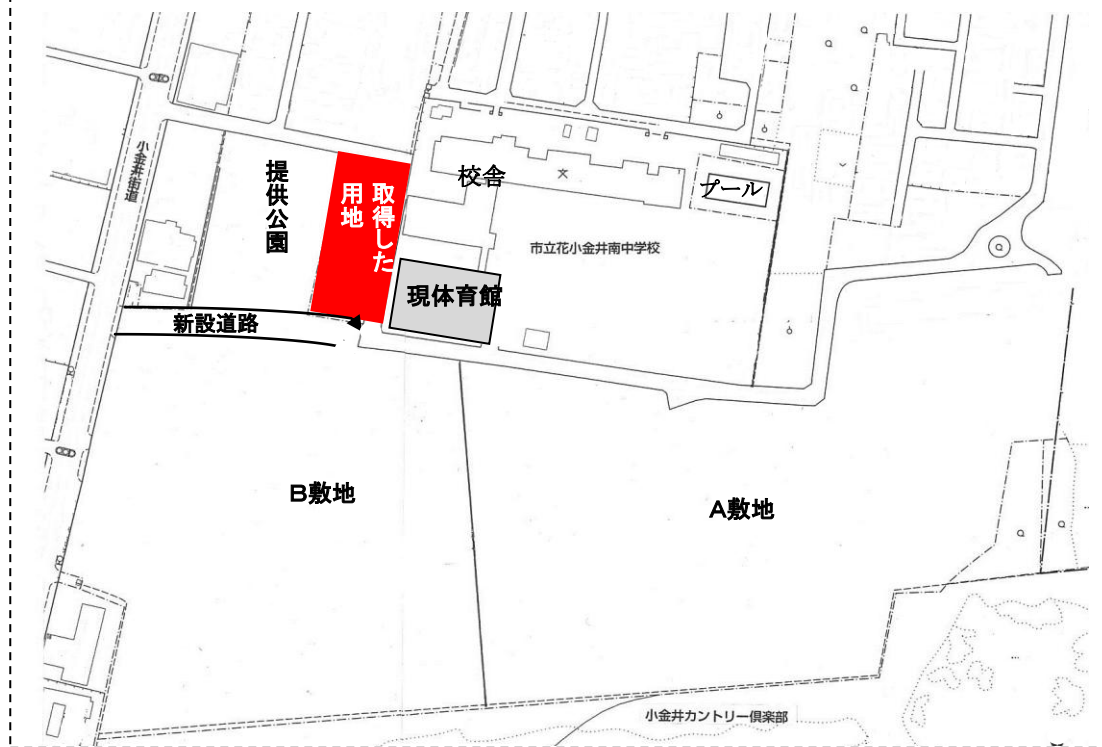 小金井街道
提供公園
取得した
用地
校舎
文
プール
市立花小金井南中学校
現体育館
新設道路
B敷地
A敷地
小金井カントリー倶楽部